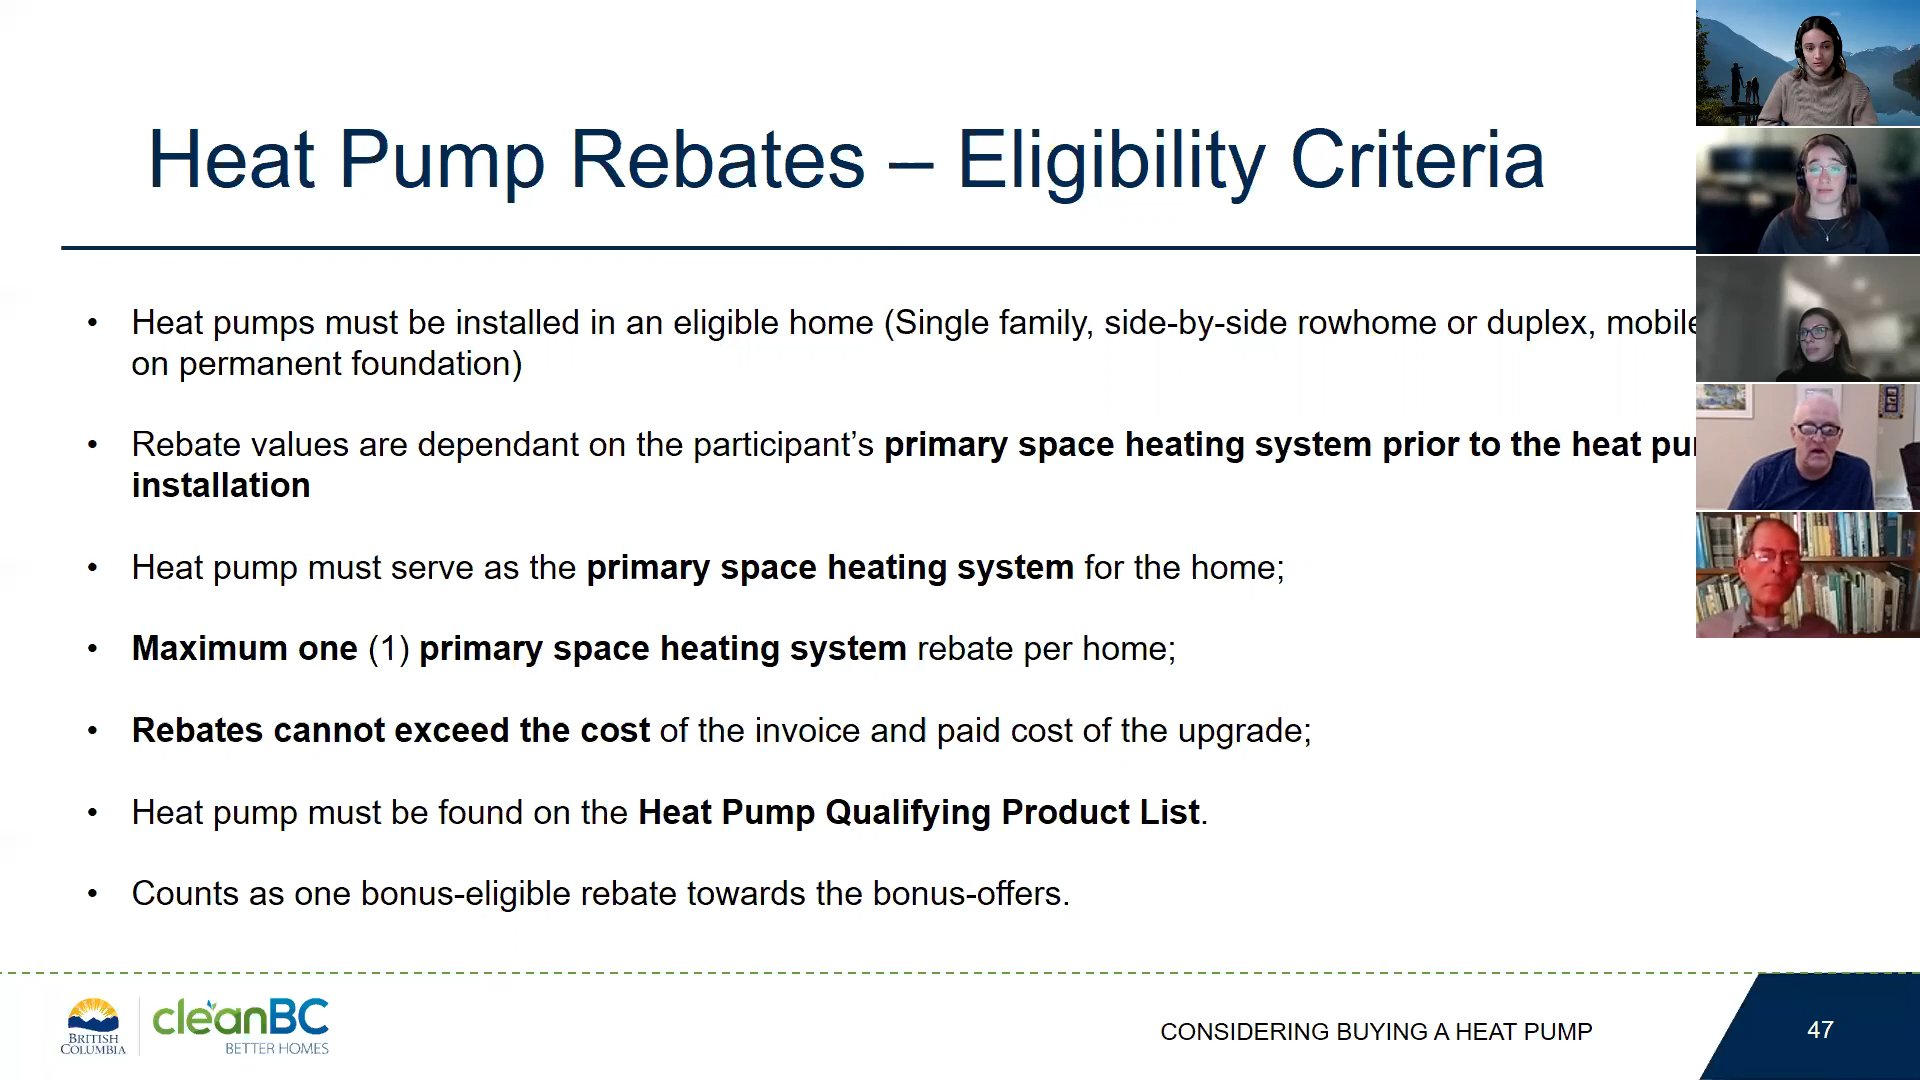 Heat Pump Rebates – Eligibility Criteria
• Heat pumps must be installed in an eligible home (Single family, side-by-side rowhome or duplex, mobile
on permanent foundation)
• Rebate values are dependant on the participant’s primary space heating system prior to the heat
installation
• Heat pump must serve as the primary space heating system for the home;
• Maximum one (1) primary space heating system rebate per home;
• Rebates cannot exceed the cost of the invoice and paid cost of the upgrade;
• Heat pump must be found on the Heat Pump Qualifying Product List.
• Counts as one bonus-eligible rebate towards the bonus-offers.
BRITISH
COLUMBIA
cleanBC
BETTER HOMES
CONSIDERING BUYING A HEAT PUMP
47